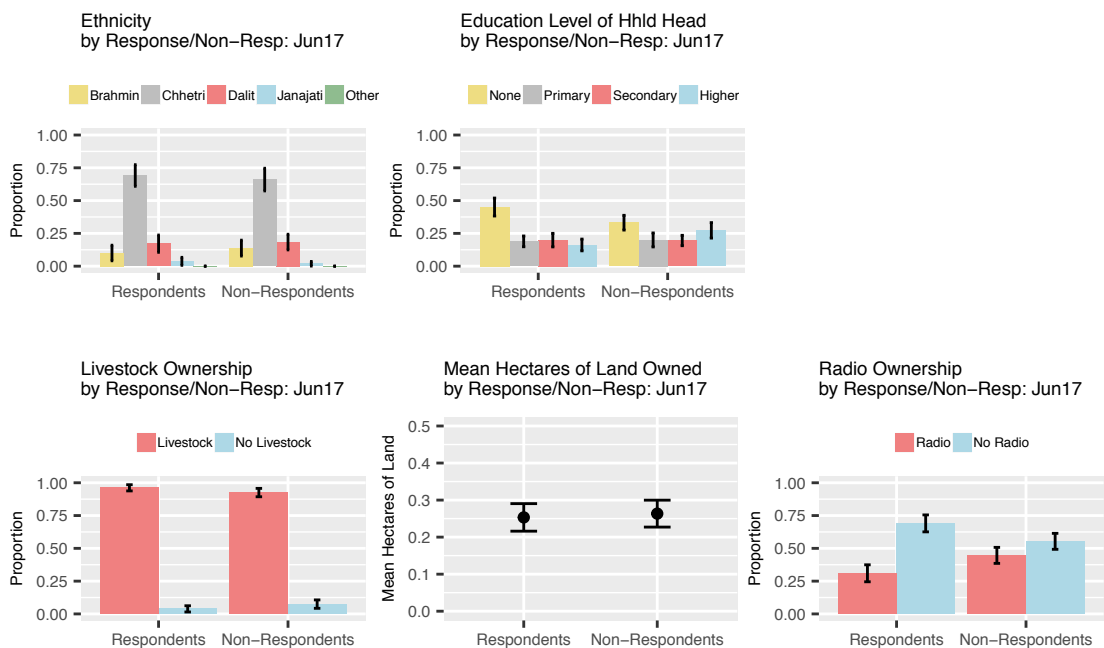 Ethnicity
by Response/Non−Resp: Jun17
Brahmin Chhetri Dalit Janajati Other
1.00
0.75
0.50
0.25
0.00
Proportion
Respondents Non−Respondents
Education Level of Hhld Head
by Response/Non−Resp: Jun17
None Primary Secondary Higher
1.00
0.75
0.50
0.25
0.00
Proportion
Respondents Non−Respondents
Livestock Ownership
by Response/Non−Resp: Jun17
Livestock No Livestock
1.00
0.75
0.50
0.25
0.00
Proportion
Respondents Non−Respondents
Mean Hectares of Land Owned
by Response/Non−Resp: Jun17
0.5
0.4
0.3
0.2
0.1
0.0
Mean Hectares of Land
Respondents Non−Respondents
Radio Ownership
by Response/Non−Resp: Jun17
Radio No Radio
1.00
0.75
0.50
0.25
0.00
Proportion
Respondents Non−Respondents